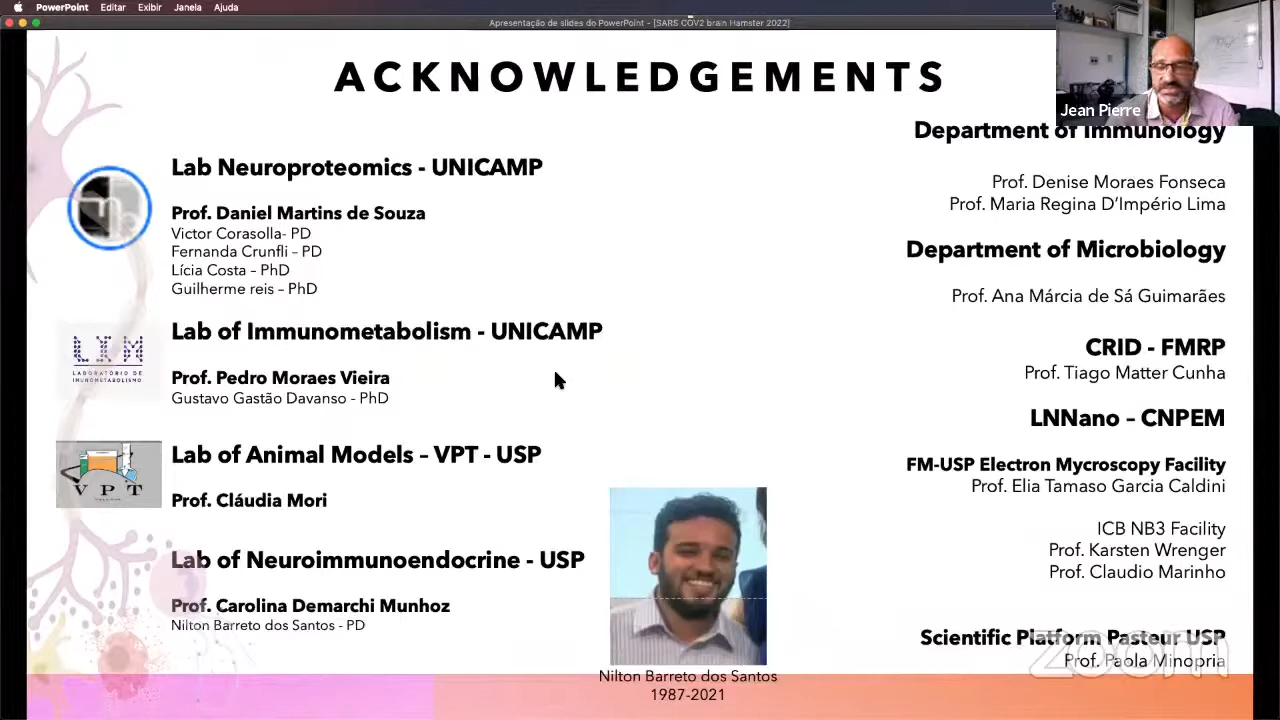 PowerPoint Editar Exibir Janela Ajuda
Apresentação de slides do PowerPoint - [SARS COV2 brain Hamster 2022]
ACKNOWLEDGEMENTS
Jean Pierre
Lab Neuroproteomics - UNICAMP
Prof. Daniel Martins de Souza
Victor Corasolla- PD
Fernanda Crunfli – PD
Lícia Costa – PhD
Guilherme reis – PhD
LIM
LABORATÓRIO DE
IMUNOMETABOLISMO
Lab of Immunometabolism - UNICAMP
Prof. Pedro Moraes Vieira
Gustavo Gastão Davanso - PhD
VPT
Lab of Animal Models – VPT - USP
Prof. Cláudia Mori
Lab of Neuroimmunoendocrine - USP
Prof. Carolina Demarchi Munhoz
Nilton Barreto dos Santos - PD
Nilton Barreto dos Santos
1987-2021
Department of Immunology
Prof. Denise Moraes Fonseca
Prof. Maria Regina D’Império Lima
Department of Microbiology
Prof. Ana Márcia de Sá Guimarães
CRID - FMRP
Prof. Tiago Matter Cunha
LNNano – CNPEM
FM-USP Electron Mycroscopy Facility
Prof. Elia Tamaso Garcia Caldini
ICB NB3 Facility
Prof. Karsten Wrenger
Prof. Claudio Marinho
Scientific Platform Pasteur USP
Prof. Paola Minopria
zoom